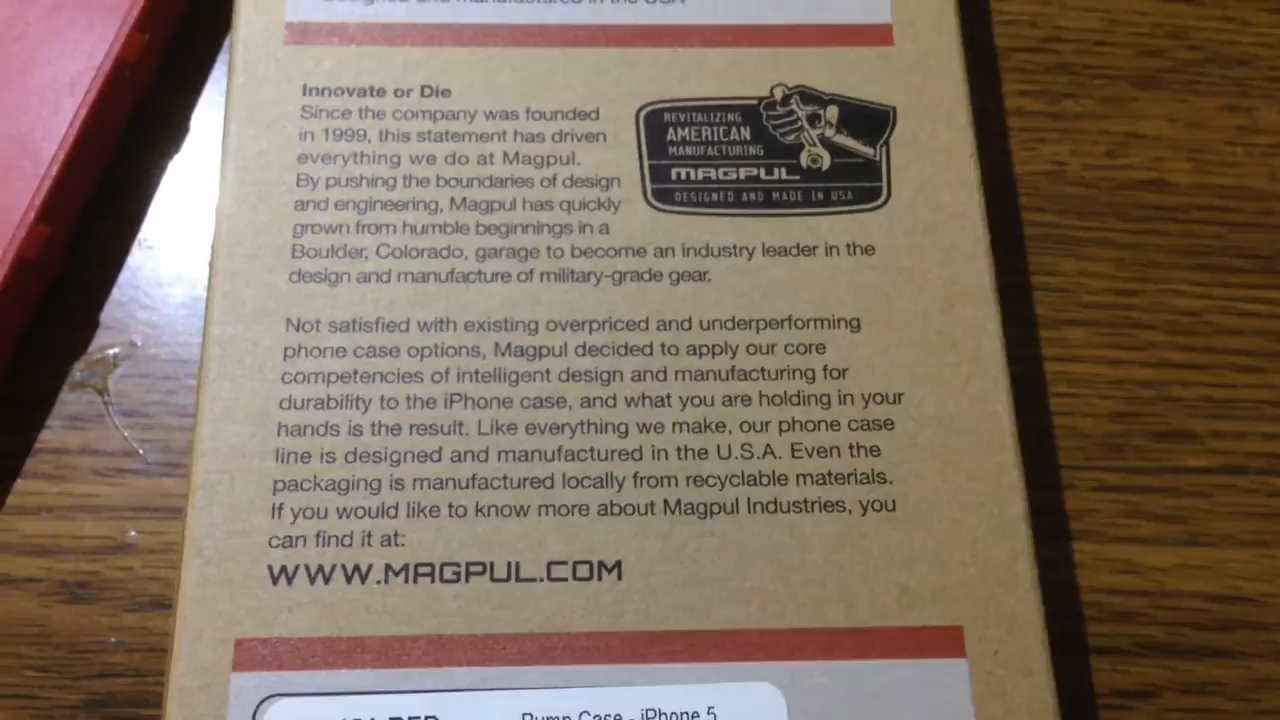 Designed and manufactured in the USA
Innovate or Die
Since the company was founded
in 1999, this statement has driven
everything we do at Magpul.
By pushing the boundaries of design
and engineering, Magpul has quickly
grown from humble beginnings in a
Boulder, Colorado, garage to become an industry leader in the
design and manufacture of military-grade gear.
REVITALIZING
AMERICAN
MANUFACTURING
MAGPUL
DESIGNED AND MADE IN USA
Not satisfied with existing overpriced and underperforming
phone case options, Magpul decided to apply our core
competencies of intelligent design and manufacturing for
durability to the iPhone case, and what you are holding in your
hands is the result. Like everything we make, our phone case
line is designed and manufactured in the U.S.A. Even the
packaging is manufactured locally from recyclable materials.
If you would like to know more about Magpul Industries, you
can find it at:
WWW.MAGPUL.COM
RED
Case - iPhone 5